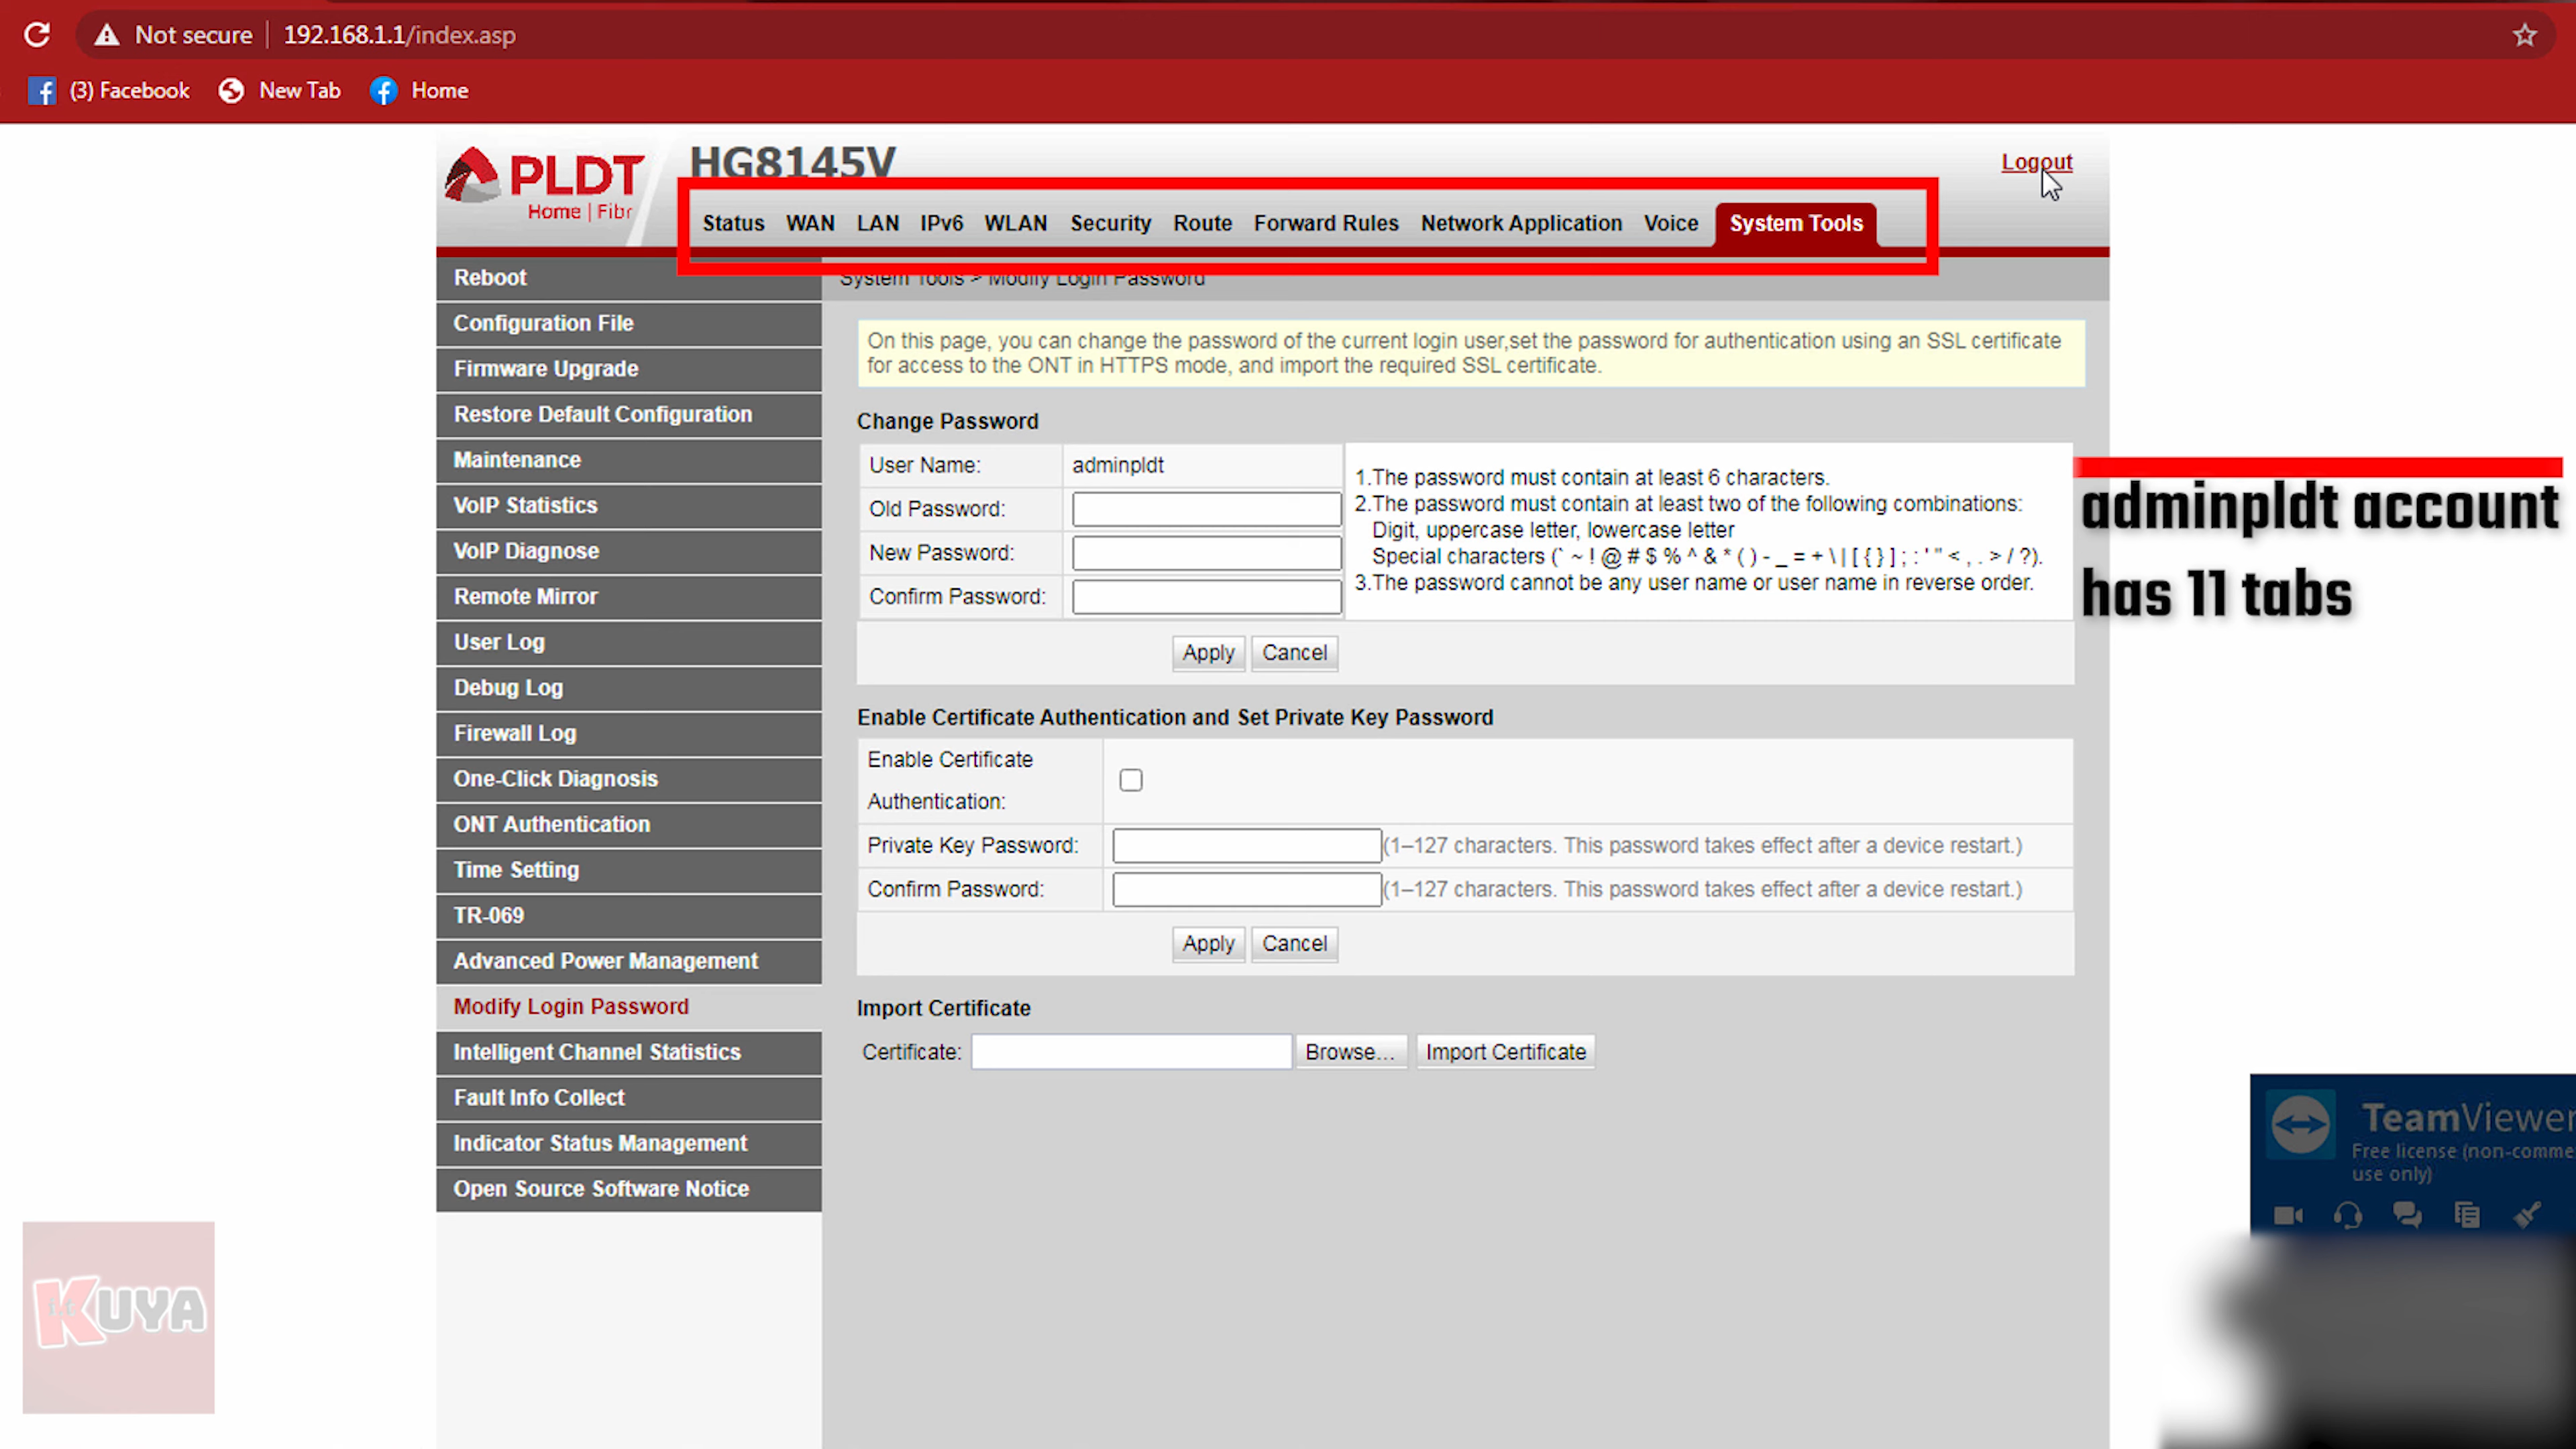 Not secure 192.168.1.1/index.asp
(3) Facebook New Tab Home
PLDT
Home | Fibr
HG8145V
Logout
Status WAN LAN IPv6 WLAN Security Route Forward Rules Network Application Voice System Tools
System Tools > Modify Login Password
Reboot
Configuration File
Firmware Upgrade
Restore Default Configuration
Maintenance
VoIP Statistics
VoIP Diagnose
Remote Mirror
User Log
Debug Log
Firewall Log
One-Click Diagnosis
ONT Authentication
Time Setting
TR-069
Advanced Power Management
Modify Login Password
Intelligent Channel Statistics
Fault Info Collect
Indicator Status Management
Open Source Software Notice
On this page, you can change the password of the current login user,set the password for authentication using an SSL certificate
for access to the ONT in HTTPS mode, and import the required SSL certificate.
Change Password
User Name: adminpldt
Old Password:
New Password:
Confirm Password:
1.The password must contain at least 6 characters.
2.The password must contain at least two of the following combinations:
Digit, uppercase letter, lowercase letter
Special characters (` ~ ! @ # $ % ^ & * ( ) - _ = + \ | [ { } ] ; : ' " < , . > / ?).
3.The password cannot be any user name or user name in reverse order.
Apply Cancel
adminpldt account
has 11 tabs
Enable Certificate Authentication and Set Private Key Password
Enable Certificate
Authentication:
Private Key Password: (1–127 characters. This password takes effect after a device restart.)
Confirm Password: (1–127 characters. This password takes effect after a device restart.)
Apply Cancel
Import Certificate
Certificate: Browse... Import Certificate
TeamViewer
Free license (non-comme
use only)
i.t KUYA